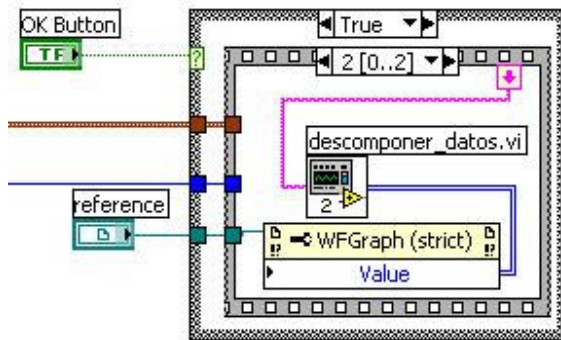 OK Button
True
TF
?
2 [0..2]
descomponer_datos.vi
2
reference
WFGraph (strict)
Value